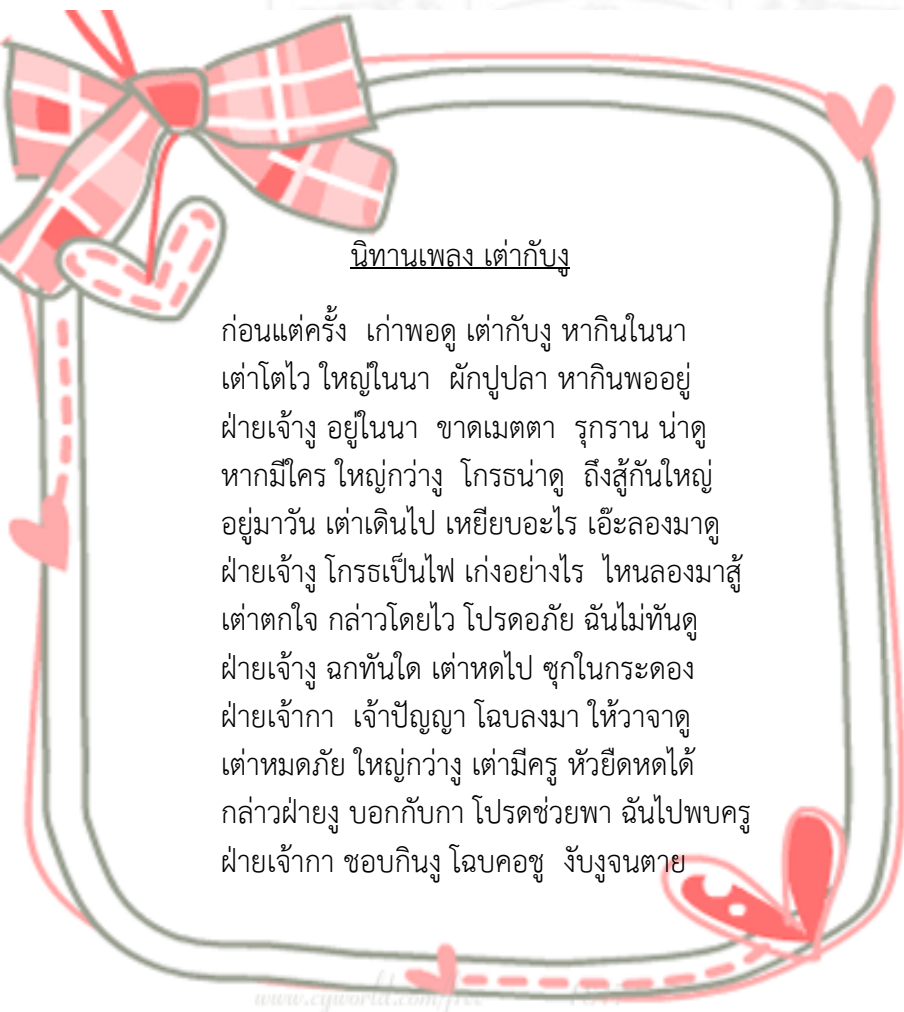 นิทานเพลง เต่ากับงู
ก่อนแต่ครั้ง เก่าพอดู เต่ากับงู หากินในนา
เต่าโตไว ใหญ่ในนา ผักปูปลา หากินพออยู่
ฝ่ายเจ้างู อยู่ในนา ขาดเมตตา รุกราน น่าดู
หากมีใคร ใหญ่กว่างู โกรธน่าดู ถึงสู้กันใหญ่
อยู่มาวัน เต่าเดินไป เหยียบอะไร เอ๊ะลองมาดู
ฝ่ายเจ้างู โกรธเป็นไฟ เก่งอย่างไร ไหนลองมาสู้
เต่าตกใจ กล่าวโดยไว โปรดอภัย ฉันไม่ทันดู
ฝ่ายเจ้างู ฉกทันใด เต่าหดไป ซุกในกระดอง
ฝ่ายเจ้ากา เจ้าปัญญา โฉบลงมา ให้วาจาดู
เต่าหมดภัย ใหญ่กว่างู เต่ามีครู หัวยืดหดได้
กล่าวฝ่ายงู บอกกับกา โปรดช่วยพา ฉันไปพบครู
ฝ่ายเจ้ากา ชอบกินงู โฉบคอชู งับงูจนตาย